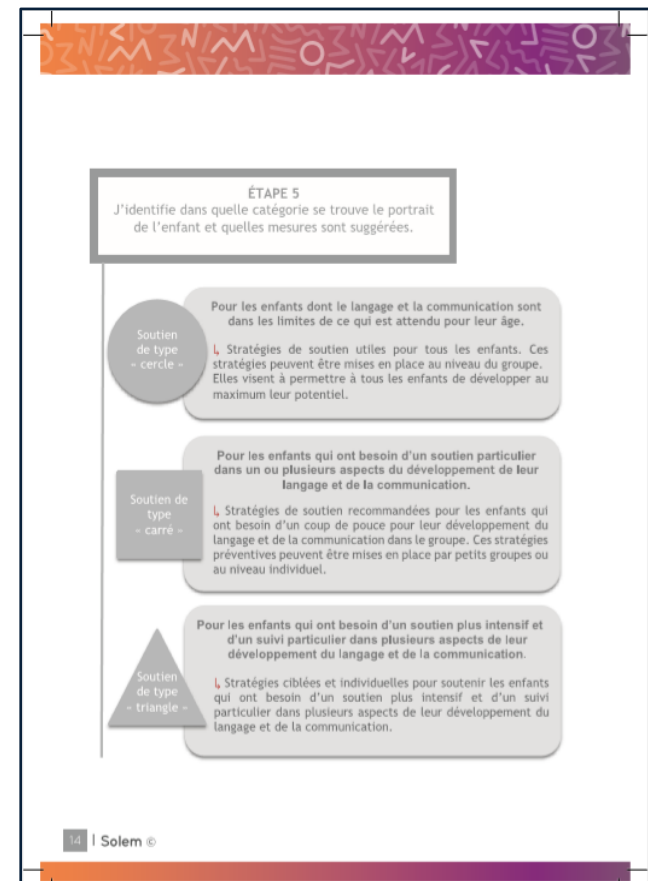 ÉTAPE 5
J'identifie dans quelle catégorie se trouve le portrait
de l'enfant et quelles mesures sont suggérées.
Soutien
de type
« cercle »
Pour les enfants dont le langage et la communication sont
dans les limites de ce qui est attendu pour leur âge.
↳ Stratégies de soutien utiles pour tous les enfants. Ces
stratégies peuvent être mises en place au niveau du groupe.
Elles visent à permettre à tous les enfants de développer au
maximum leur potentiel.
Soutien de
type
« carré »
Pour les enfants qui ont besoin d'un soutien particulier
dans un ou plusieurs aspects du développement de leur
langage et de la communication.
↳ Stratégies de soutien recommandées pour les enfants qui
ont besoin d'un coup de pouce pour leur développement du
langage et de la communication dans le groupe. Ces stratégies
préventives peuvent être mises en place par petits groupes ou
au niveau individuel.
Soutien
de type
« triangle »
Pour les enfants qui ont besoin d'un soutien plus intensif et
d'un suivi particulier dans plusieurs aspects de leur
développement du langage et de la communication.
↳ Stratégies ciblées et individuelles pour soutenir les enfants
qui ont besoin d'un soutien plus intensif et d'un suivi
particulier dans plusieurs aspects de leur développement du
langage et de la communication.
14 | Solem ©